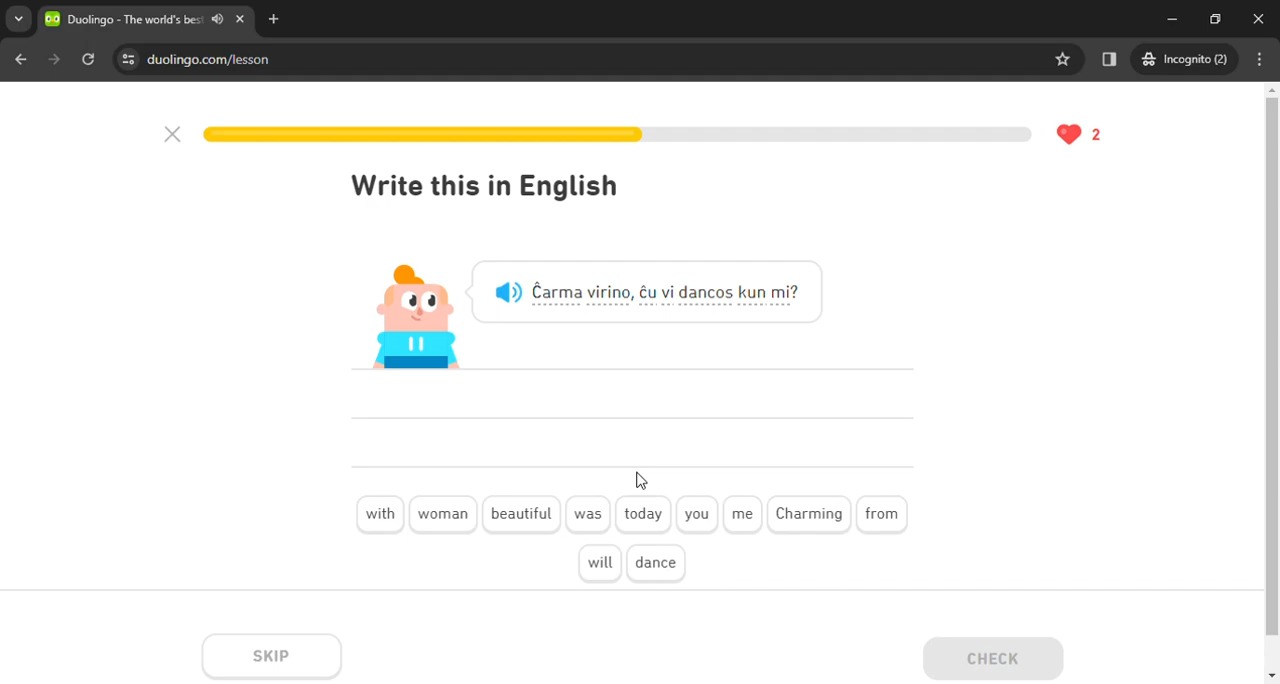 Duolingo - The world's bes
duolingo.com/lesson
Incognito (2)
2
Write this in English
Ĉarma virino, ĉu vi dancos kun mi?
with woman beautiful was today you me Charming from
will dance
SKIP CHECK